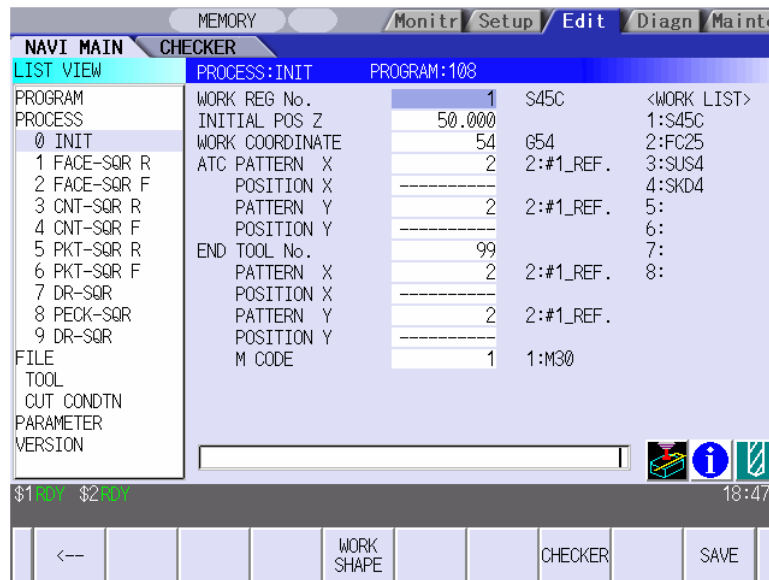 MEMORY Monitr Setup Edit Diagn Mainte
NAVI MAIN CHECKER
LIST VIEW
PROGRAM
PROCESS
0 INIT
1 FACE-SQR R
2 FACE-SQR F
3 CNT-SQR R
4 CNT-SQR F
5 PKT-SQR R
6 PKT-SQR F
7 DR-SQR
8 PECK-SQR
9 DR-SQR
FILE
TOOL
CUT CONDTN
PARAMETER
VERSION
PROCESS:INIT PROGRAM:108
WORK REG No. 1 S45C
INITIAL POS Z 50.000
WORK COORDINATE 54 G54
ATC PATTERN X 2 2:#1_REF.
POSITION X ----------
PATTERN Y 2 2:#1_REF.
POSITION Y ----------
END TOOL No. 99
PATTERN X 2 2:#1_REF.
POSITION X ----------
PATTERN Y 2 2:#1_REF.
POSITION Y ----------
M CODE 1 1:M30
<WORK LIST>
1:S45C
2:FC25
3:SUS4
4:SKD4
5:
6:
7:
8:
$1 RDY $2 RDY 18:47
<--
WORK
SHAPE
CHECKER
SAVE